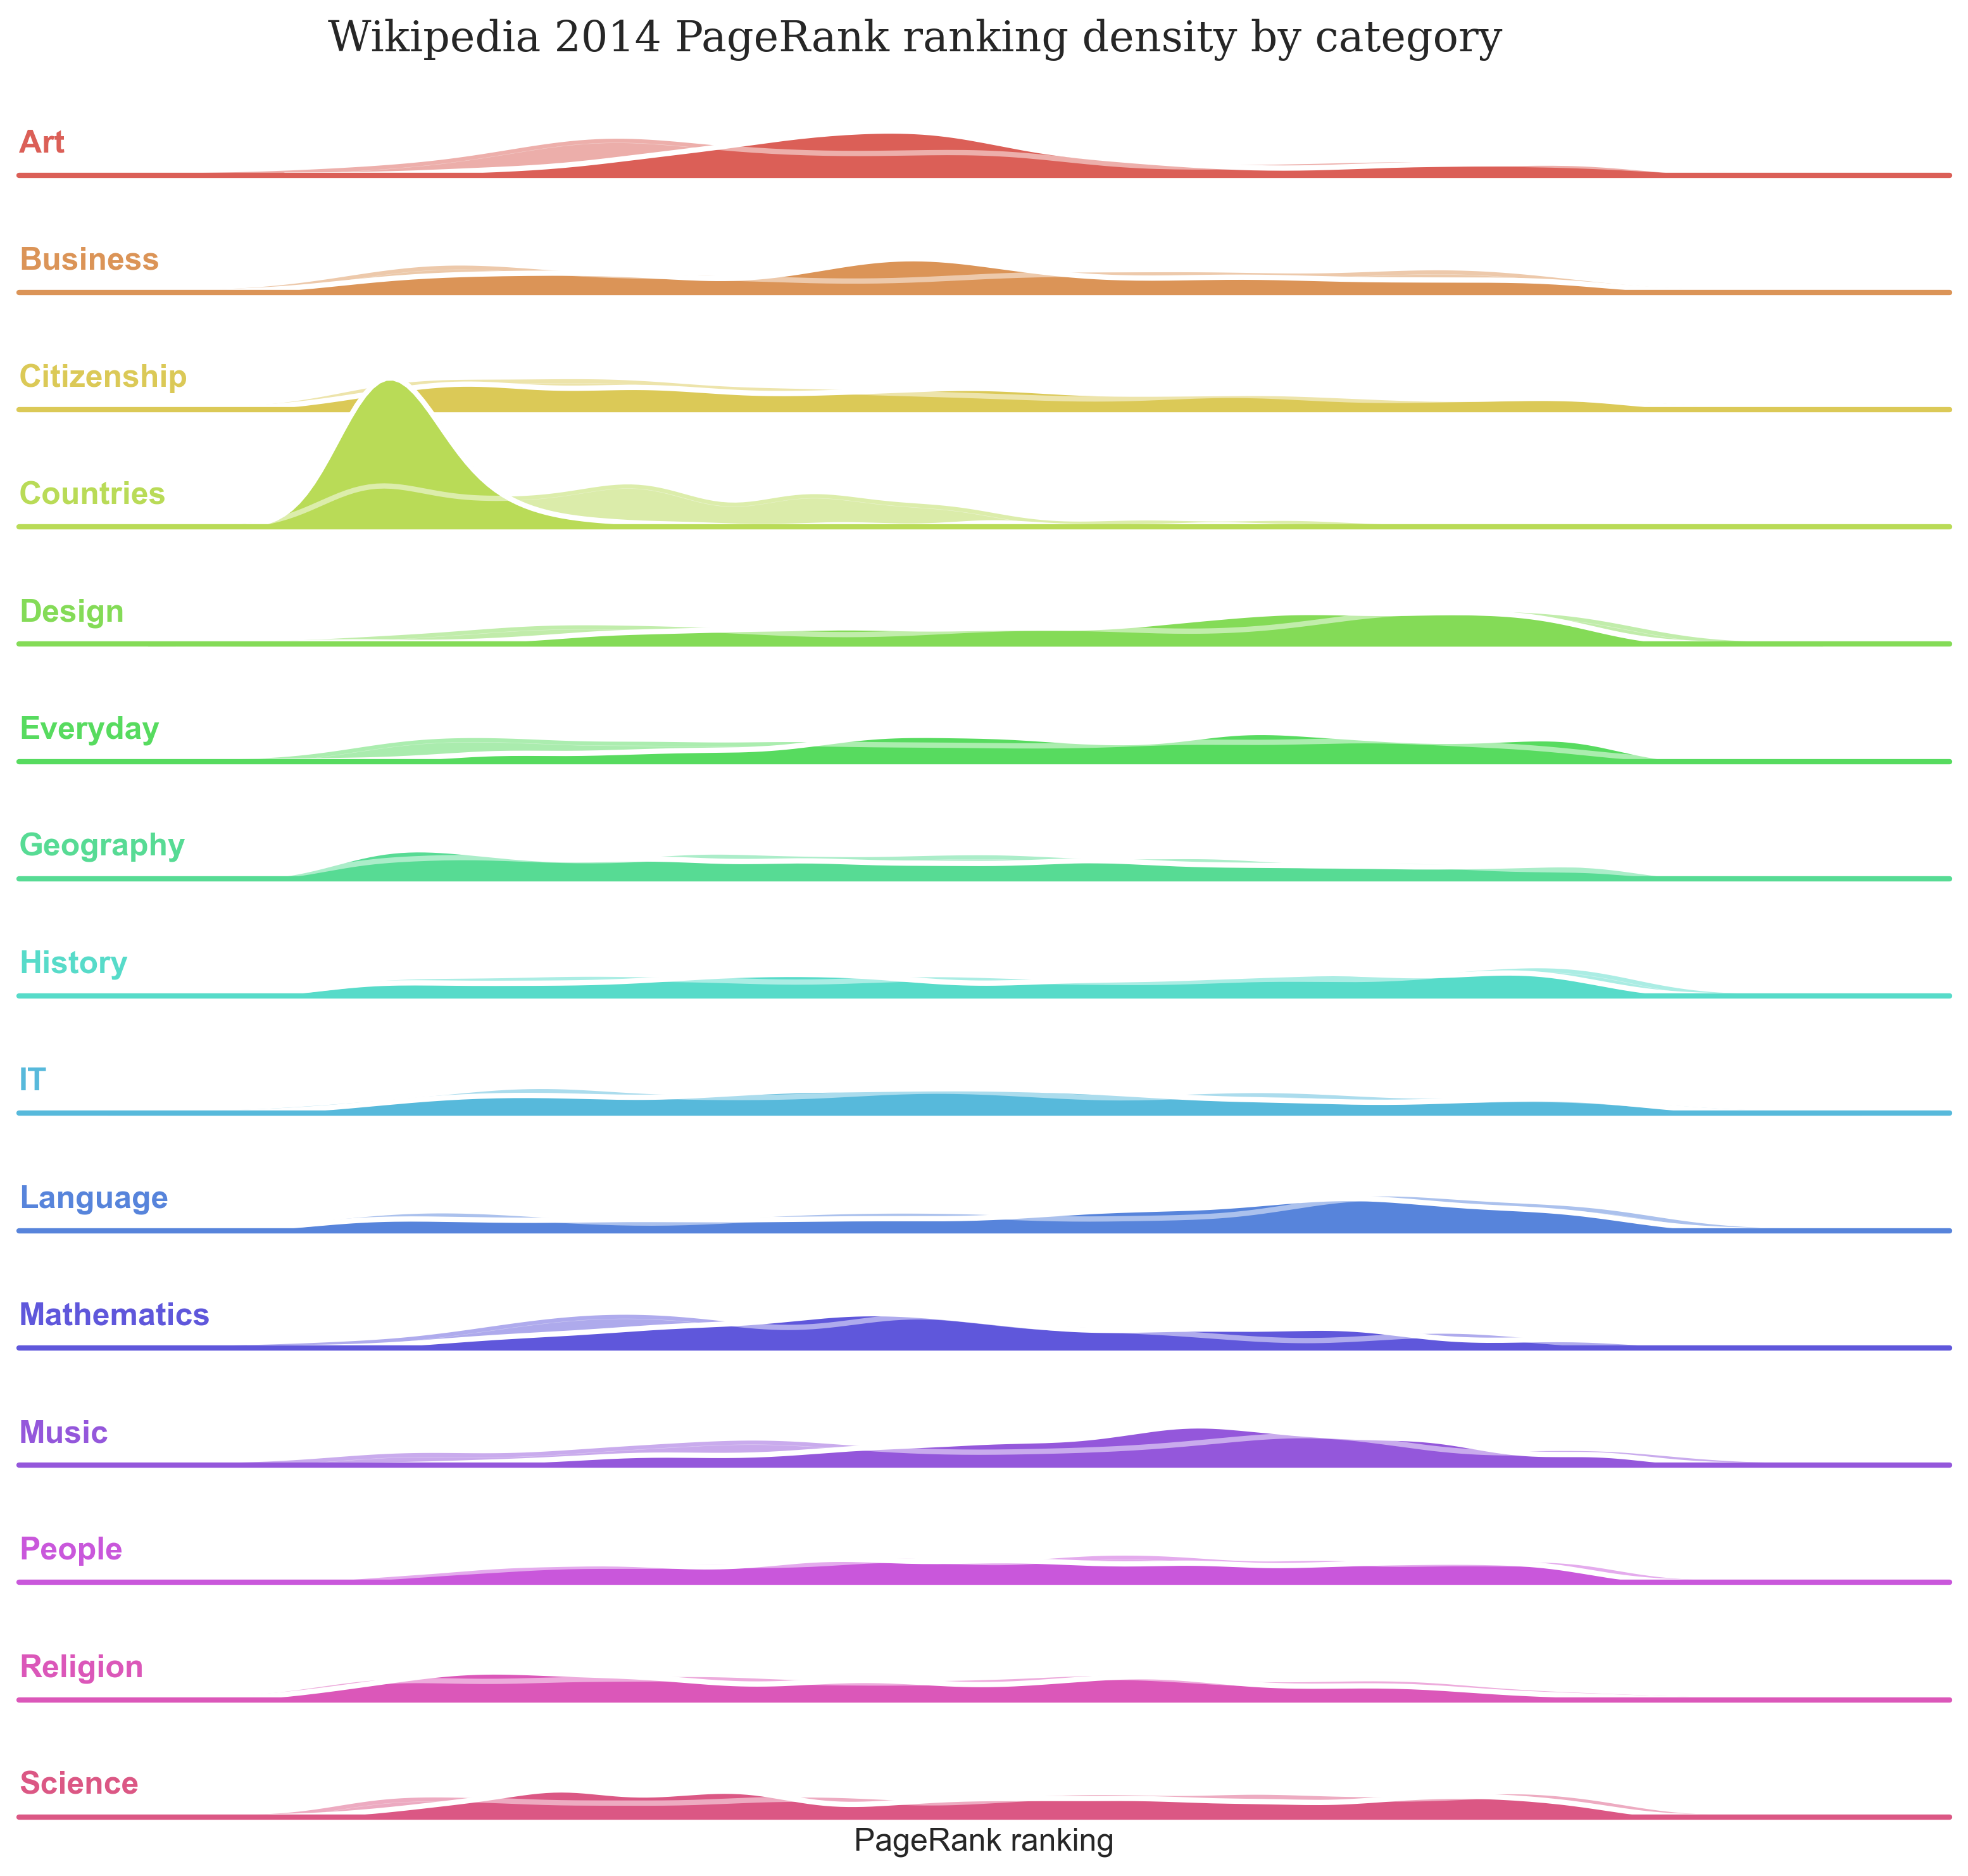 Wikipedia 2014 PageRank ranking density by category
Art
Business
Citizenship
Countries
Design
Everyday
Geography
History
IT
Language
Mathematics
Music
People
Religion
Science
PageRank ranking